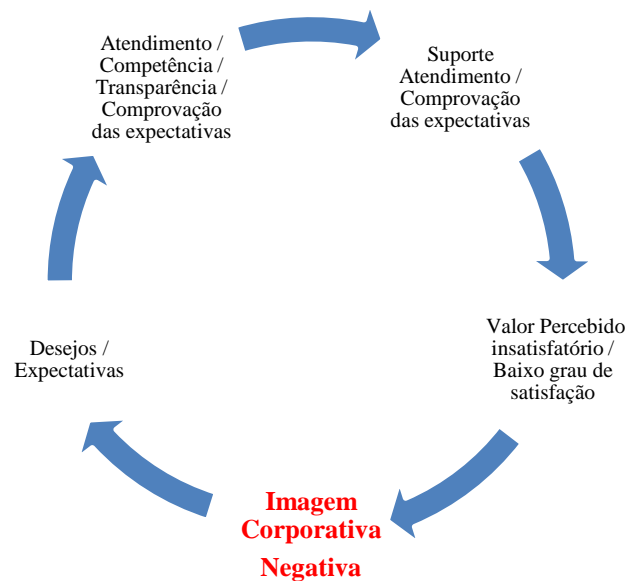 Atendimento /
Competência /
Transparência /
Comprovação
das expectativas
Suporte
Atendimento /
Comprovação
das expectativas
Valor Percebido
insatisfatório /
Baixo grau de
satisfação
Imagem
Corporativa
Negativa
Desejos /
Expectativas